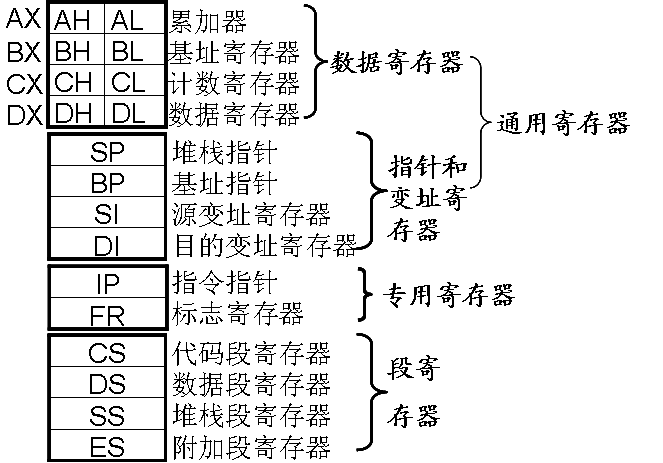 AX AH AL 累加器
BX BH BL 基址寄存器
CX CH CL 计数寄存器
DX DH DL 数据寄存器
数据寄存器
SP 堆栈指针
BP 基址指针
SI 源变址寄存器
DI 目的变址寄存器
指针和
变址寄
存器
通用寄存器
IP 指令指针
FR 标志寄存器
专用寄存器
CS 代码段寄存器
DS 数据段寄存器
SS 堆栈段寄存器
ES 附加段寄存器
段寄
存器